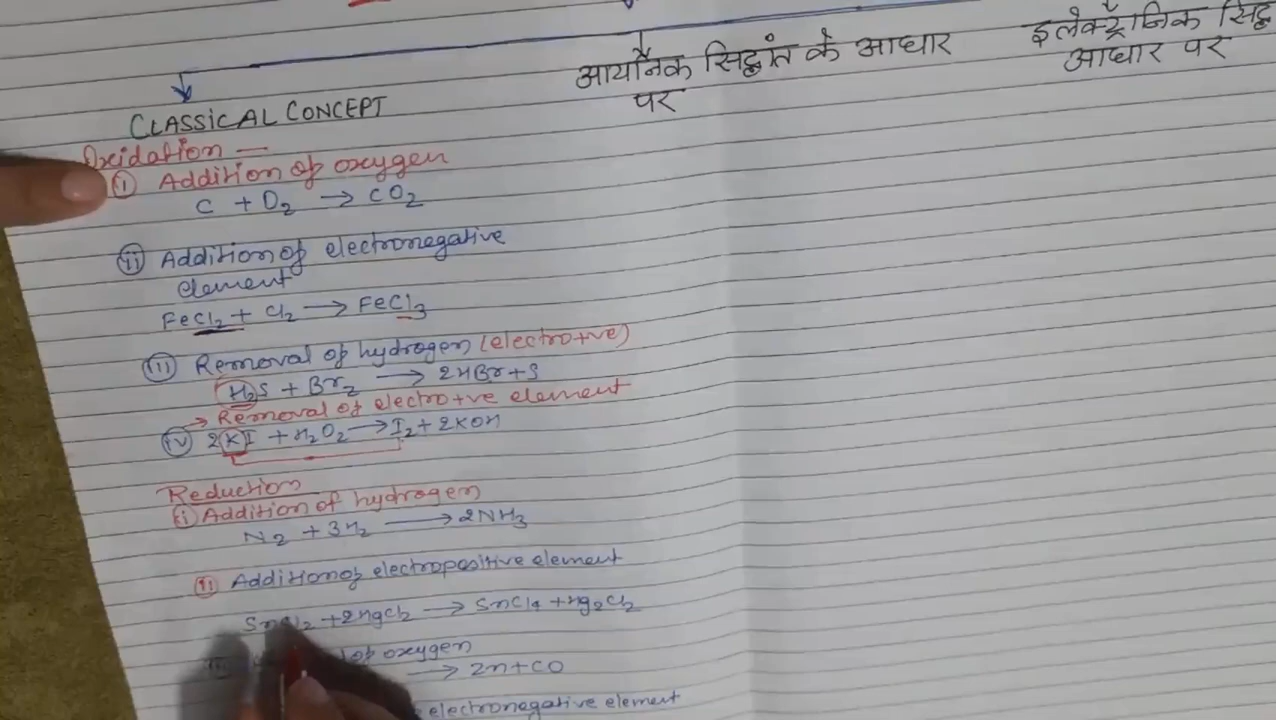 आयनिक सिद्धांत के आधार
पर
इलेक्ट्रॉनिक
आधार पर
CLASSICAL CONCEPT
Oxidation —
(i) Addition of oxygen
C + O₂ → CO₂
(ii) Addition of electronegative
element
FeCl₂ + Cl₂ → FeCl₃
(iii) Removal of hydrogen (electro+ve)
H₂S + Br₂ → 2HBr + S
→ Removal of electro+ve element
(iv) 2KI + H₂O₂ → I₂ + 2KOH
Reduction
(i) Addition of hydrogen
N₂ + 3H₂ → 2NH₃
(ii) Addition of electropositive element
SnCl₂ + 2HgCl₂ → SnCl₄ + Hg₂Cl₂
of oxygen
→ Zn + CO
electronegative element